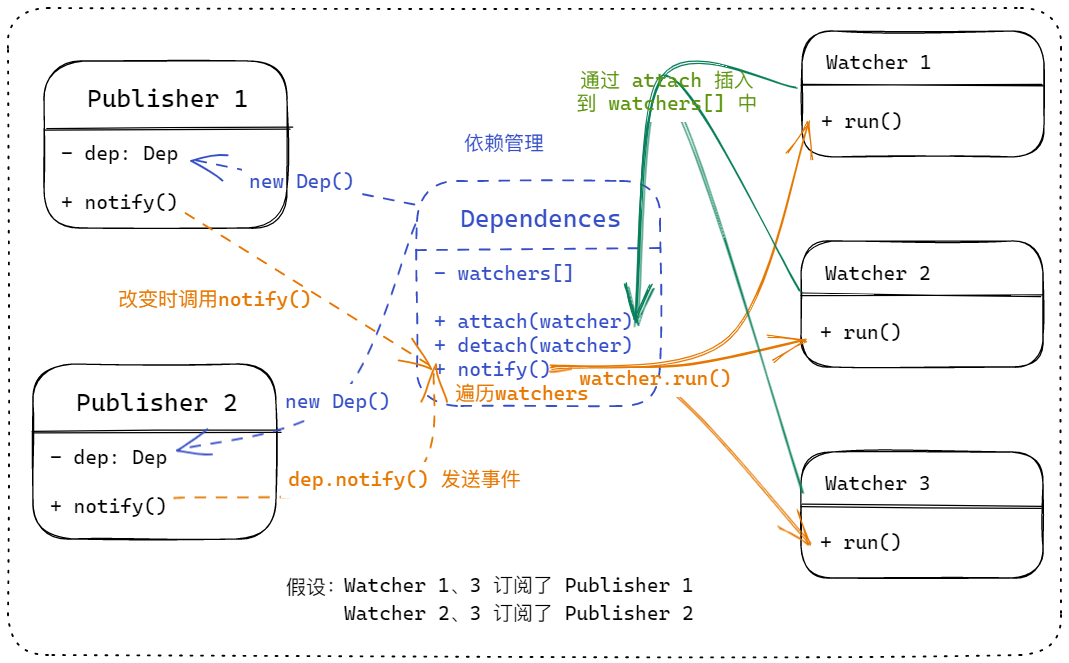 Publisher 1
- dep: Dep
+ notify()
new Dep()
改变时调用notify()
Publisher 2
- dep: Dep
+ notify()
new Dep()
dep.notify() 发送事件
依赖管理
Dependences
- watchers[]
+ attach(watcher)
+ detach(watcher)
+ notify()
遍历watchers
watcher.run()
通过 attach 插入
到 watchers[] 中
Watcher 1
+ run()
Watcher 2
+ run()
Watcher 3
+ run()
假设：Watcher 1、3 订阅了 Publisher 1
Watcher 2、3 订阅了 Publisher 2